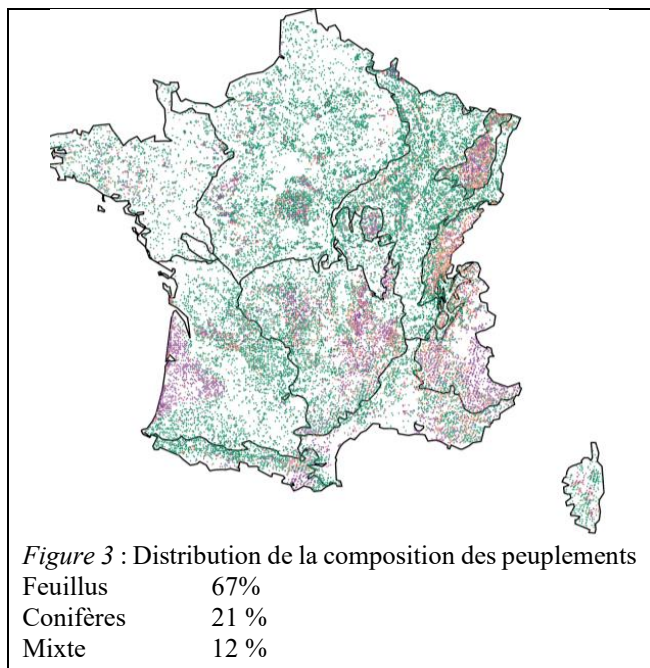 Figure 3 : Distribution de la composition des peuplements
Feuillus 67%
Conifères 21 %
Mixte 12 %